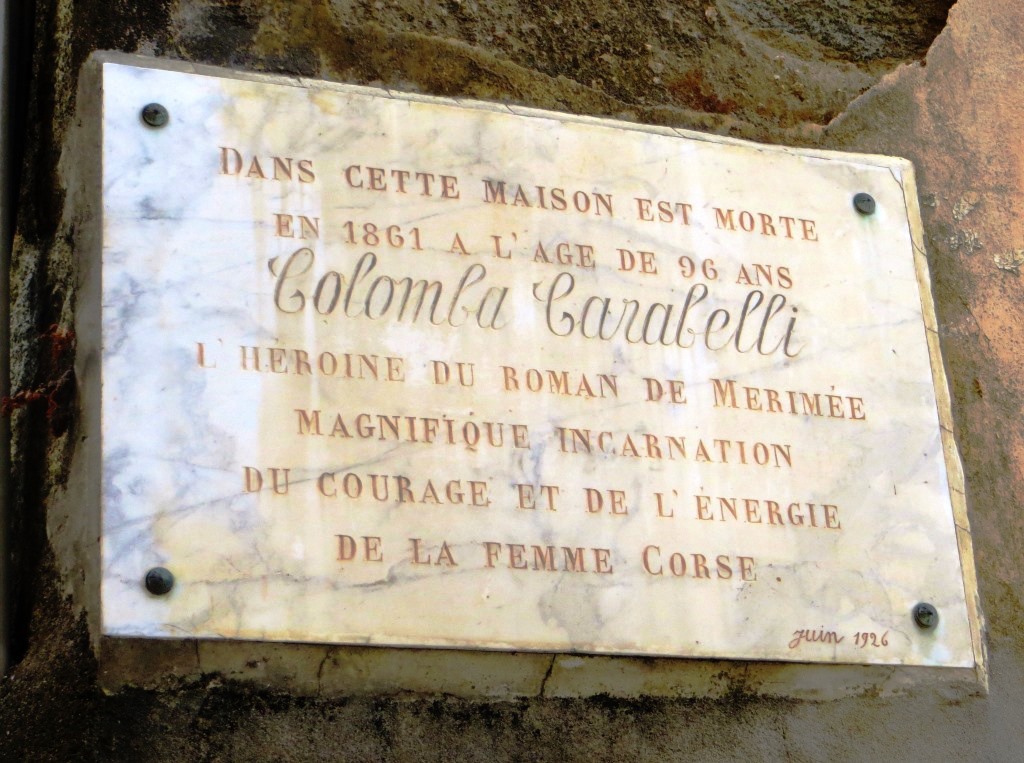 DANS CETTE MAISON EST MORTE
EN 1861 A L'AGE DE 96 ANS
Colomba Carabelli
L'HÉROINE DU ROMAN DE MERIMÉE
MAGNIFIQUE INCARNATION
DU COURAGE ET DE L'ÉNERGIE
DE LA FEMME CORSE.
juin 1926